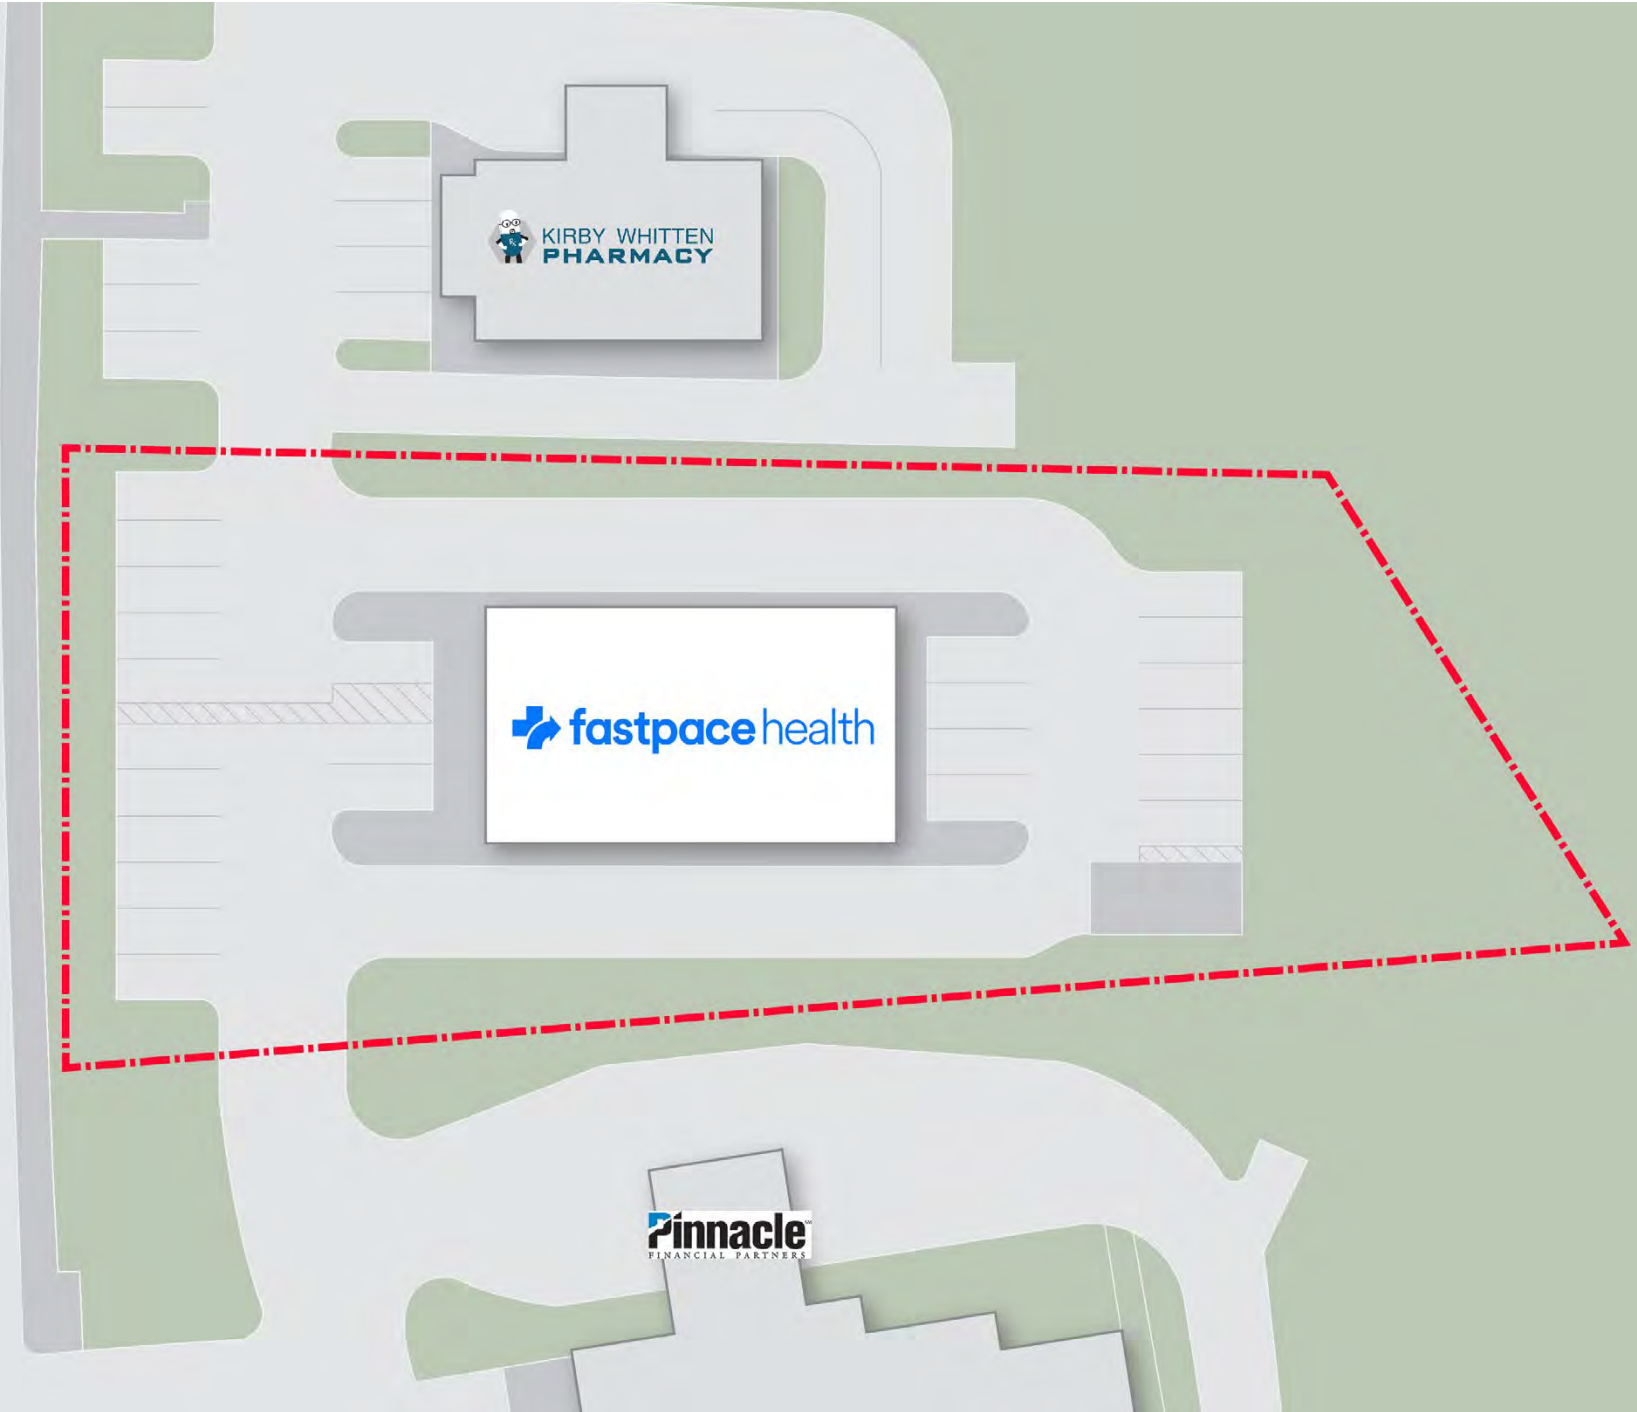 KIRBY WHITTEN
PHARMACY
fastpace health
Pinnacle
FINANCIAL PARTNERS